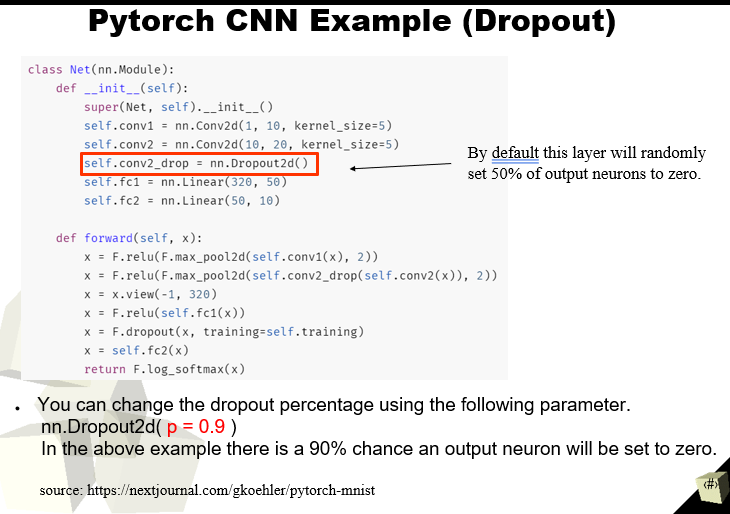 Pytorch CNN Example (Dropout)
class Net(nn.Module):
    def __init__(self):
        super(Net, self).__init__()
        self.conv1 = nn.Conv2d(1, 10, kernel_size=5)
        self.conv2 = nn.Conv2d(10, 20, kernel_size=5)
        self.conv2_drop = nn.Dropout2d()
        self.fc1 = nn.Linear(320, 50)
        self.fc2 = nn.Linear(50, 10)
    def forward(self, x):
        x = F.relu(F.max_pool2d(self.conv1(x), 2))
        x = F.relu(F.max_pool2d(self.conv2_drop(self.conv2(x)), 2))
        x = x.view(-1, 320)
        x = F.relu(self.fc1(x))
        x = F.dropout(x, training=self.training)
        x = self.fc2(x)
        return F.log_softmax(x)
By default this layer will randomly
set 50% of output neurons to zero.
• You can change the dropout percentage using the following parameter.
nn.Dropout2d( p = 0.9 )
In the above example there is a 90% chance an output neuron will be set to zero.
source: https://nextjournal.com/gkoehler/pytorch-mnist
‹#›